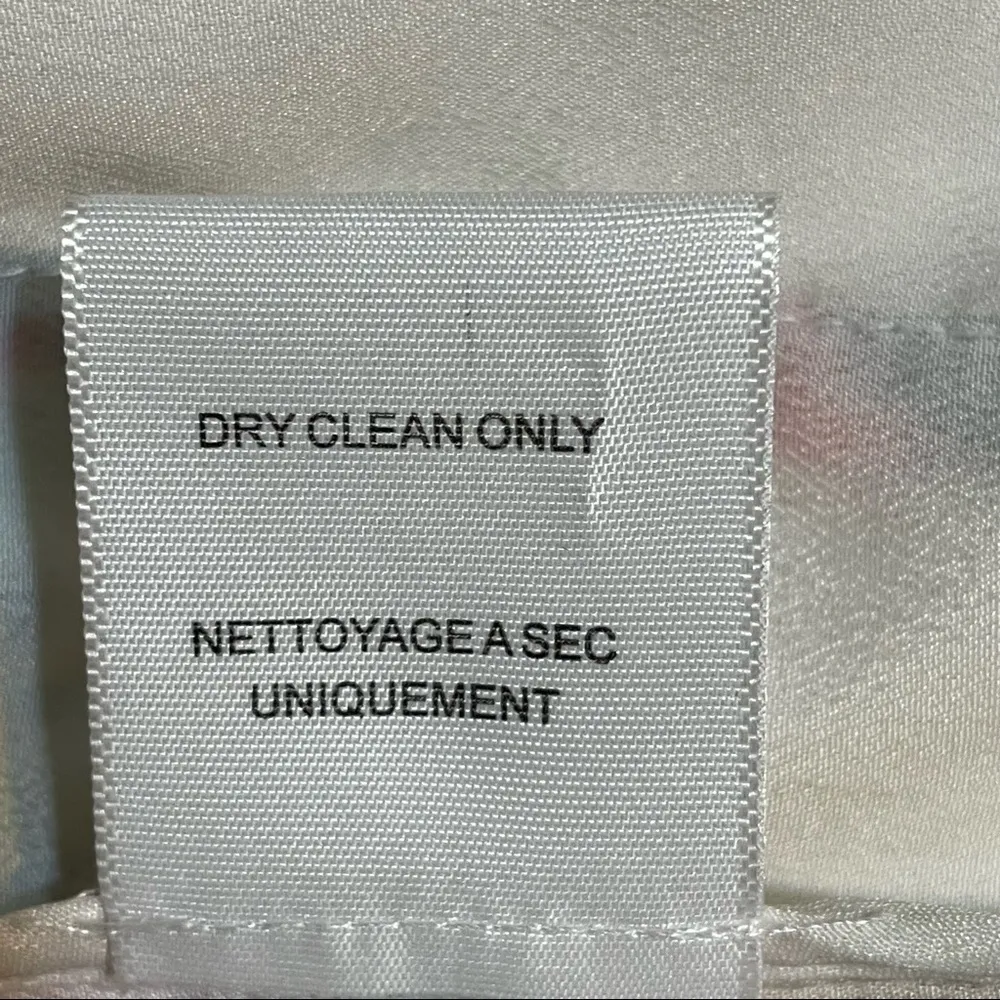 DRY CLEAN ONLY
NETTOYAGE A SEC
UNIQUEMENT